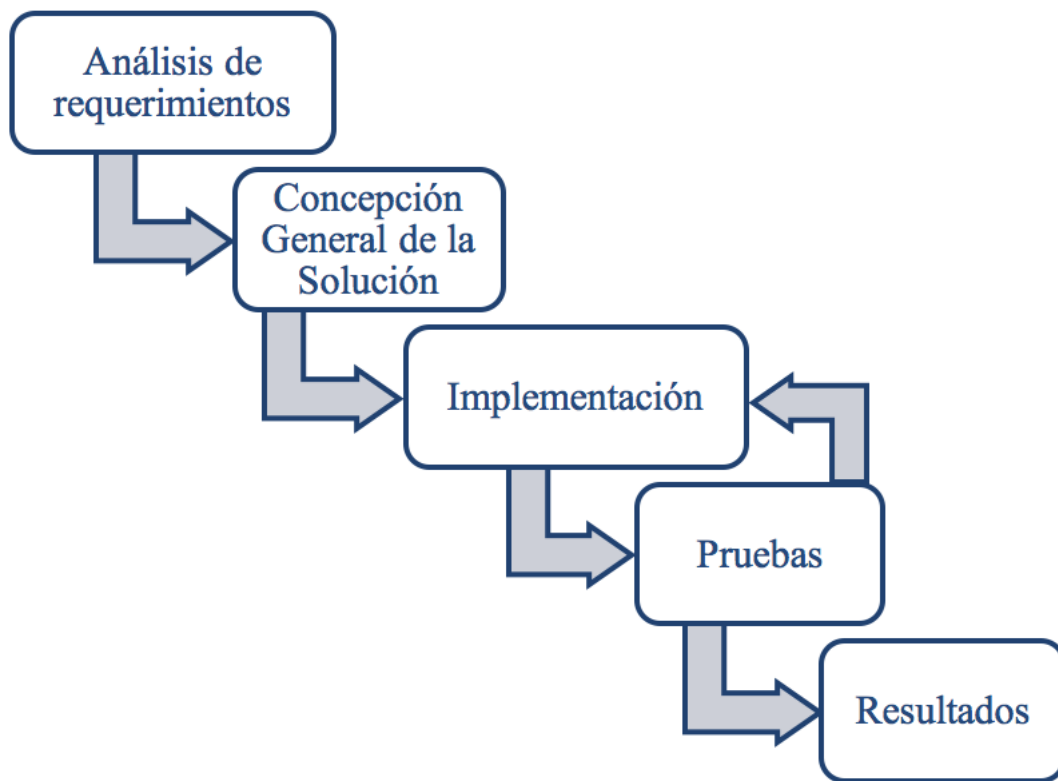 Análisis de
requerimientos
Concepción
General de la
Solución
Implementación
Pruebas
Resultados